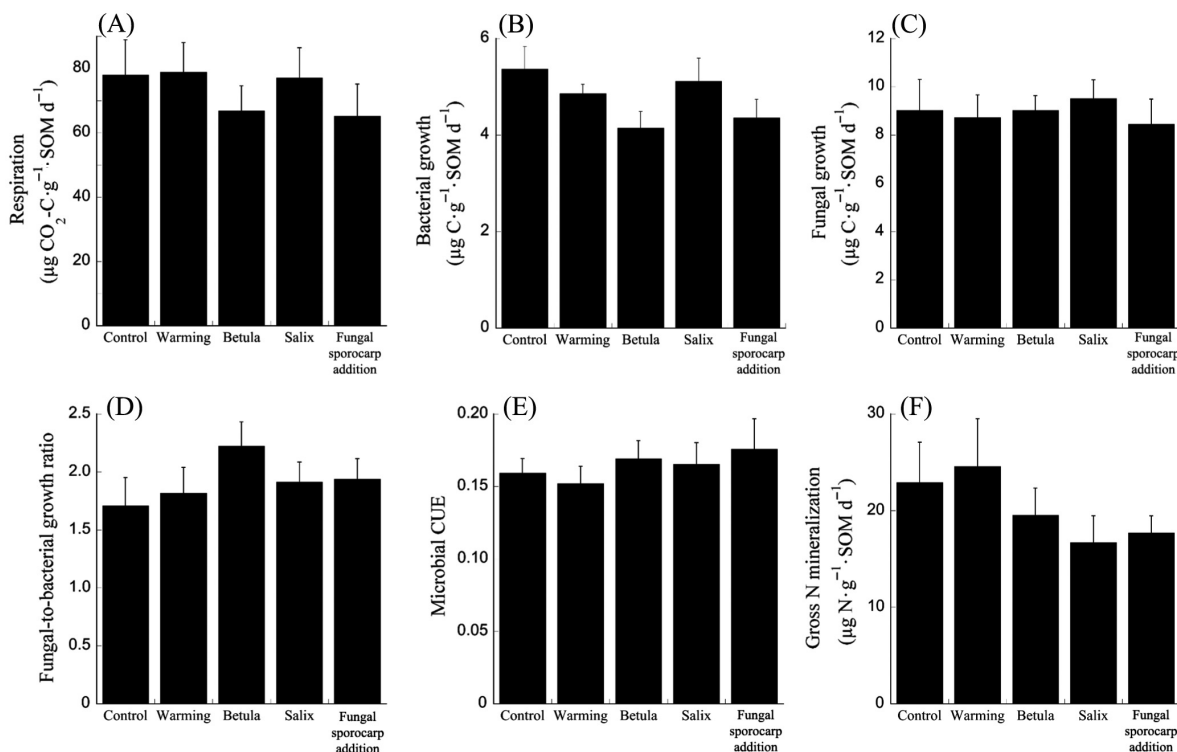 (A)
Respiration
(μg CO₂-C·g⁻¹·SOM d⁻¹)
80
60
40
20
0
Control
Warming
Betula
Salix
Fungal
sporocarp
addition
(B)
Bacterial growth
(μg C·g⁻¹·SOM d⁻¹)
6
4
2
0
Control
Warming
Betula
Salix
Fungal
sporocarp
addition
(C)
Fungal growth
(μg C·g⁻¹·SOM d⁻¹)
12
10
8
6
4
2
0
Control
Warming
Betula
Salix
Fungal
sporocarp
addition
(D)
Fungal-to-bacterial growth ratio
2.5
2.0
1.5
1.0
0.5
0
Control
Warming
Betula
Salix
Fungal
sporocarp
addition
(E)
Microbial CUE
0.20
0.15
0.10
0.05
0
Control
Warming
Betula
Salix
Fungal
sporocarp
addition
(F)
Gross N mineralization
(μg N·g⁻¹·SOM d⁻¹)
30
20
10
0
Control
Warming
Betula
Salix
Fungal
sporocarp
addition